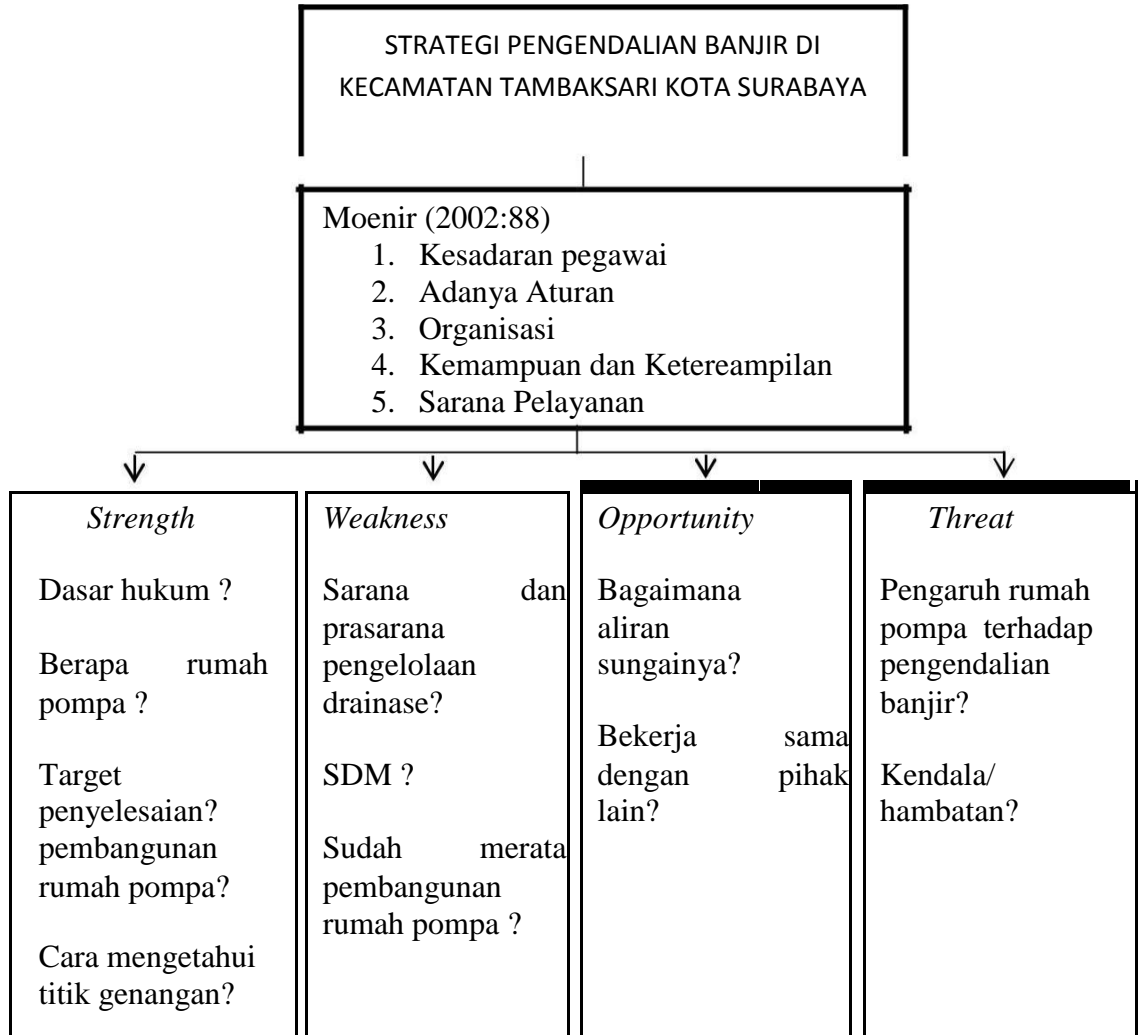 STRATEGI PENGENDALIAN BANJIR DI
KECAMATAN TAMBAKSARI KOTA SURABAYA
Moenir (2002:88)
1. Kesadaran pegawai
2. Adanya Aturan
3. Organisasi
4. Kemampuan dan Ketereampilan
5. Sarana Pelayanan
Strength
Dasar hukum ?
Berapa rumah
pompa ?
Target
penyelesaian?
pembangunan
rumah pompa?
Cara mengetahui
titik genangan?
Weakness
Sarana dan
prasarana
pengelolaan
drainase?
SDM ?
Sudah merata
pembangunan
rumah pompa ?
Opportunity
Bagaimana
aliran
sungainya?
Bekerja sama
dengan pihak
lain?
Threat
Pengaruh rumah
pompa terhadap
pengendalian
banjir?
Kendala/
hambatan?